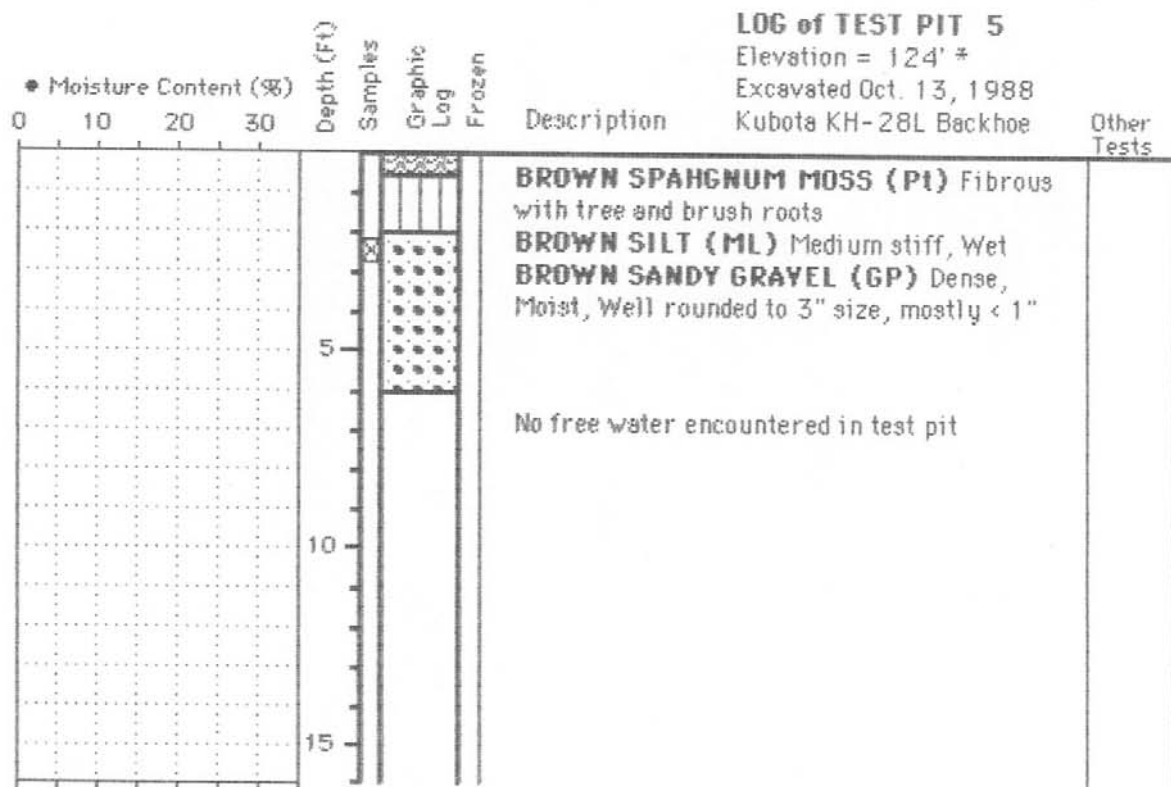 LOG of TEST PIT 5
Elevation = 124' *
Excavated Oct. 13, 1988
Kubota KH-28L Backhoe
● Moisture Content (%)
0 10 20 30
Depth (Ft)
Samples
Graphic
Log
Frozen
Description
Other
Tests
BROWN SPAHGNUM MOSS (Pt) Fibrous
with tree and brush roots
BROWN SILT (ML) Medium stiff, Wet
BROWN SANDY GRAVEL (GP) Dense,
Moist, Well rounded to 3" size, mostly < 1"
5
No free water encountered in test pit
10
15